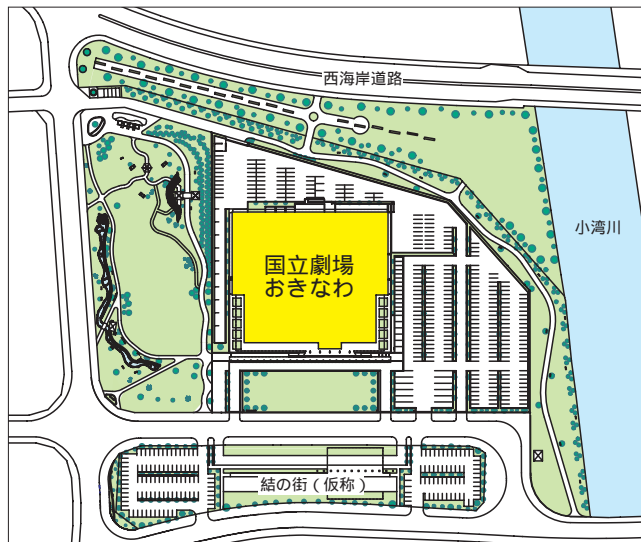 西海岸道路
小湾川
国立劇場
おきなわ
結の街（仮称）